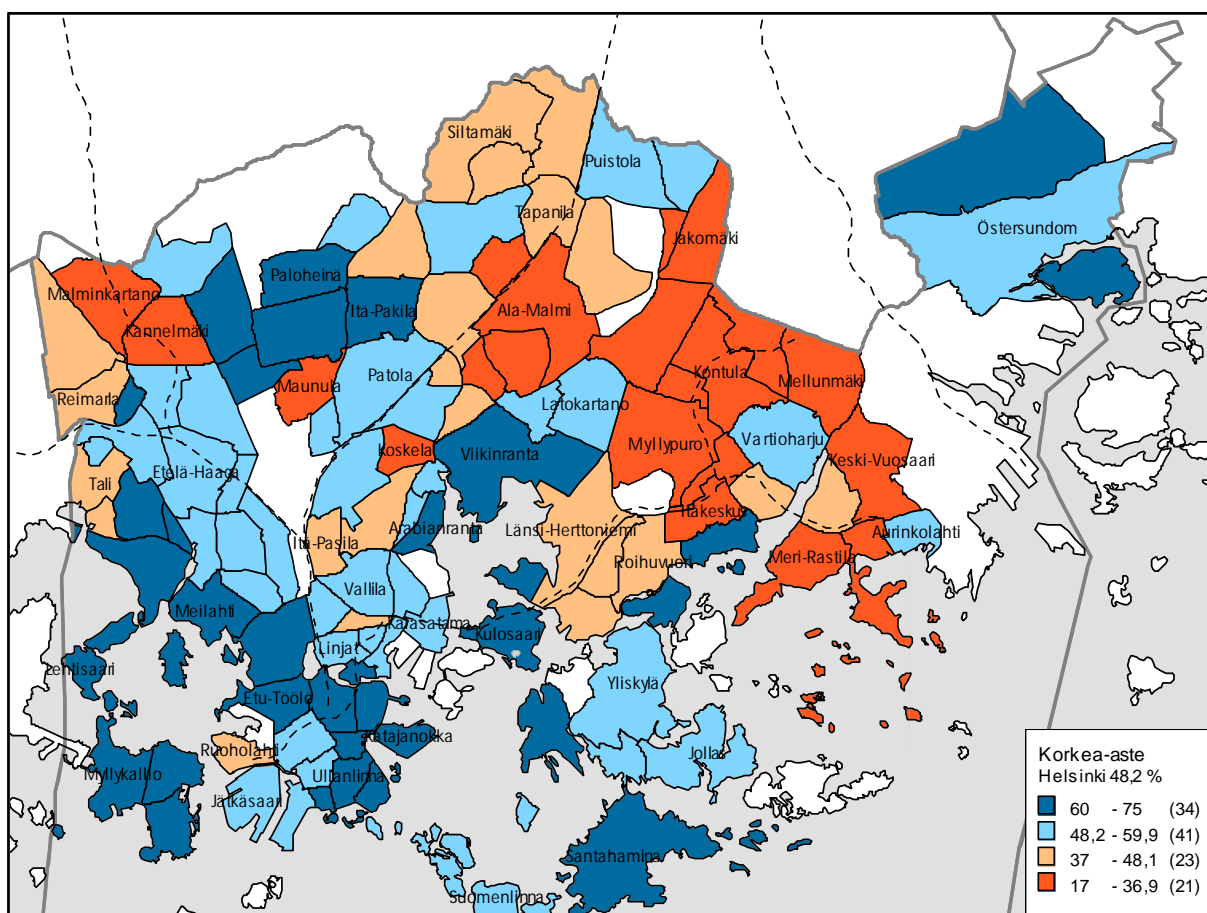 Siltamäki
Puistola
Tapanila
Östersundom
Jakomäki
Paloheinä
Malminkartano
Itä-Pakila
Ala-Malmi
Kannelmäki
Maunula
Patola
Kontula
Mellunmäki
Reimarla
Latokartano
Vartioharju
Myllypuro
Koskela
Viikinranta
Keski-Vuosaari
Etelä-Haaga
Tali
Itäkeskus
Arabianranta
Länsi-Herttoniemi
Aurinkolahti
Itä-Pasila
Roihuvuori
Meri-Rastila
Vallila
Meilahti
Kalasatama
Kulosaari
Linjat
Lehtisaari
Yliskylä
Etu-Töölö
Katajanokka
Ruoholahti
Jollas
Myllykallio
Ullanlinna
Jätkäsaari
Santahamina
Suomenlinna
Korkea-aste
Helsinki 48,2 %
60 - 75 (34)
48,2 - 59,9 (41)
37 - 48,1 (23)
17 - 36,9 (21)